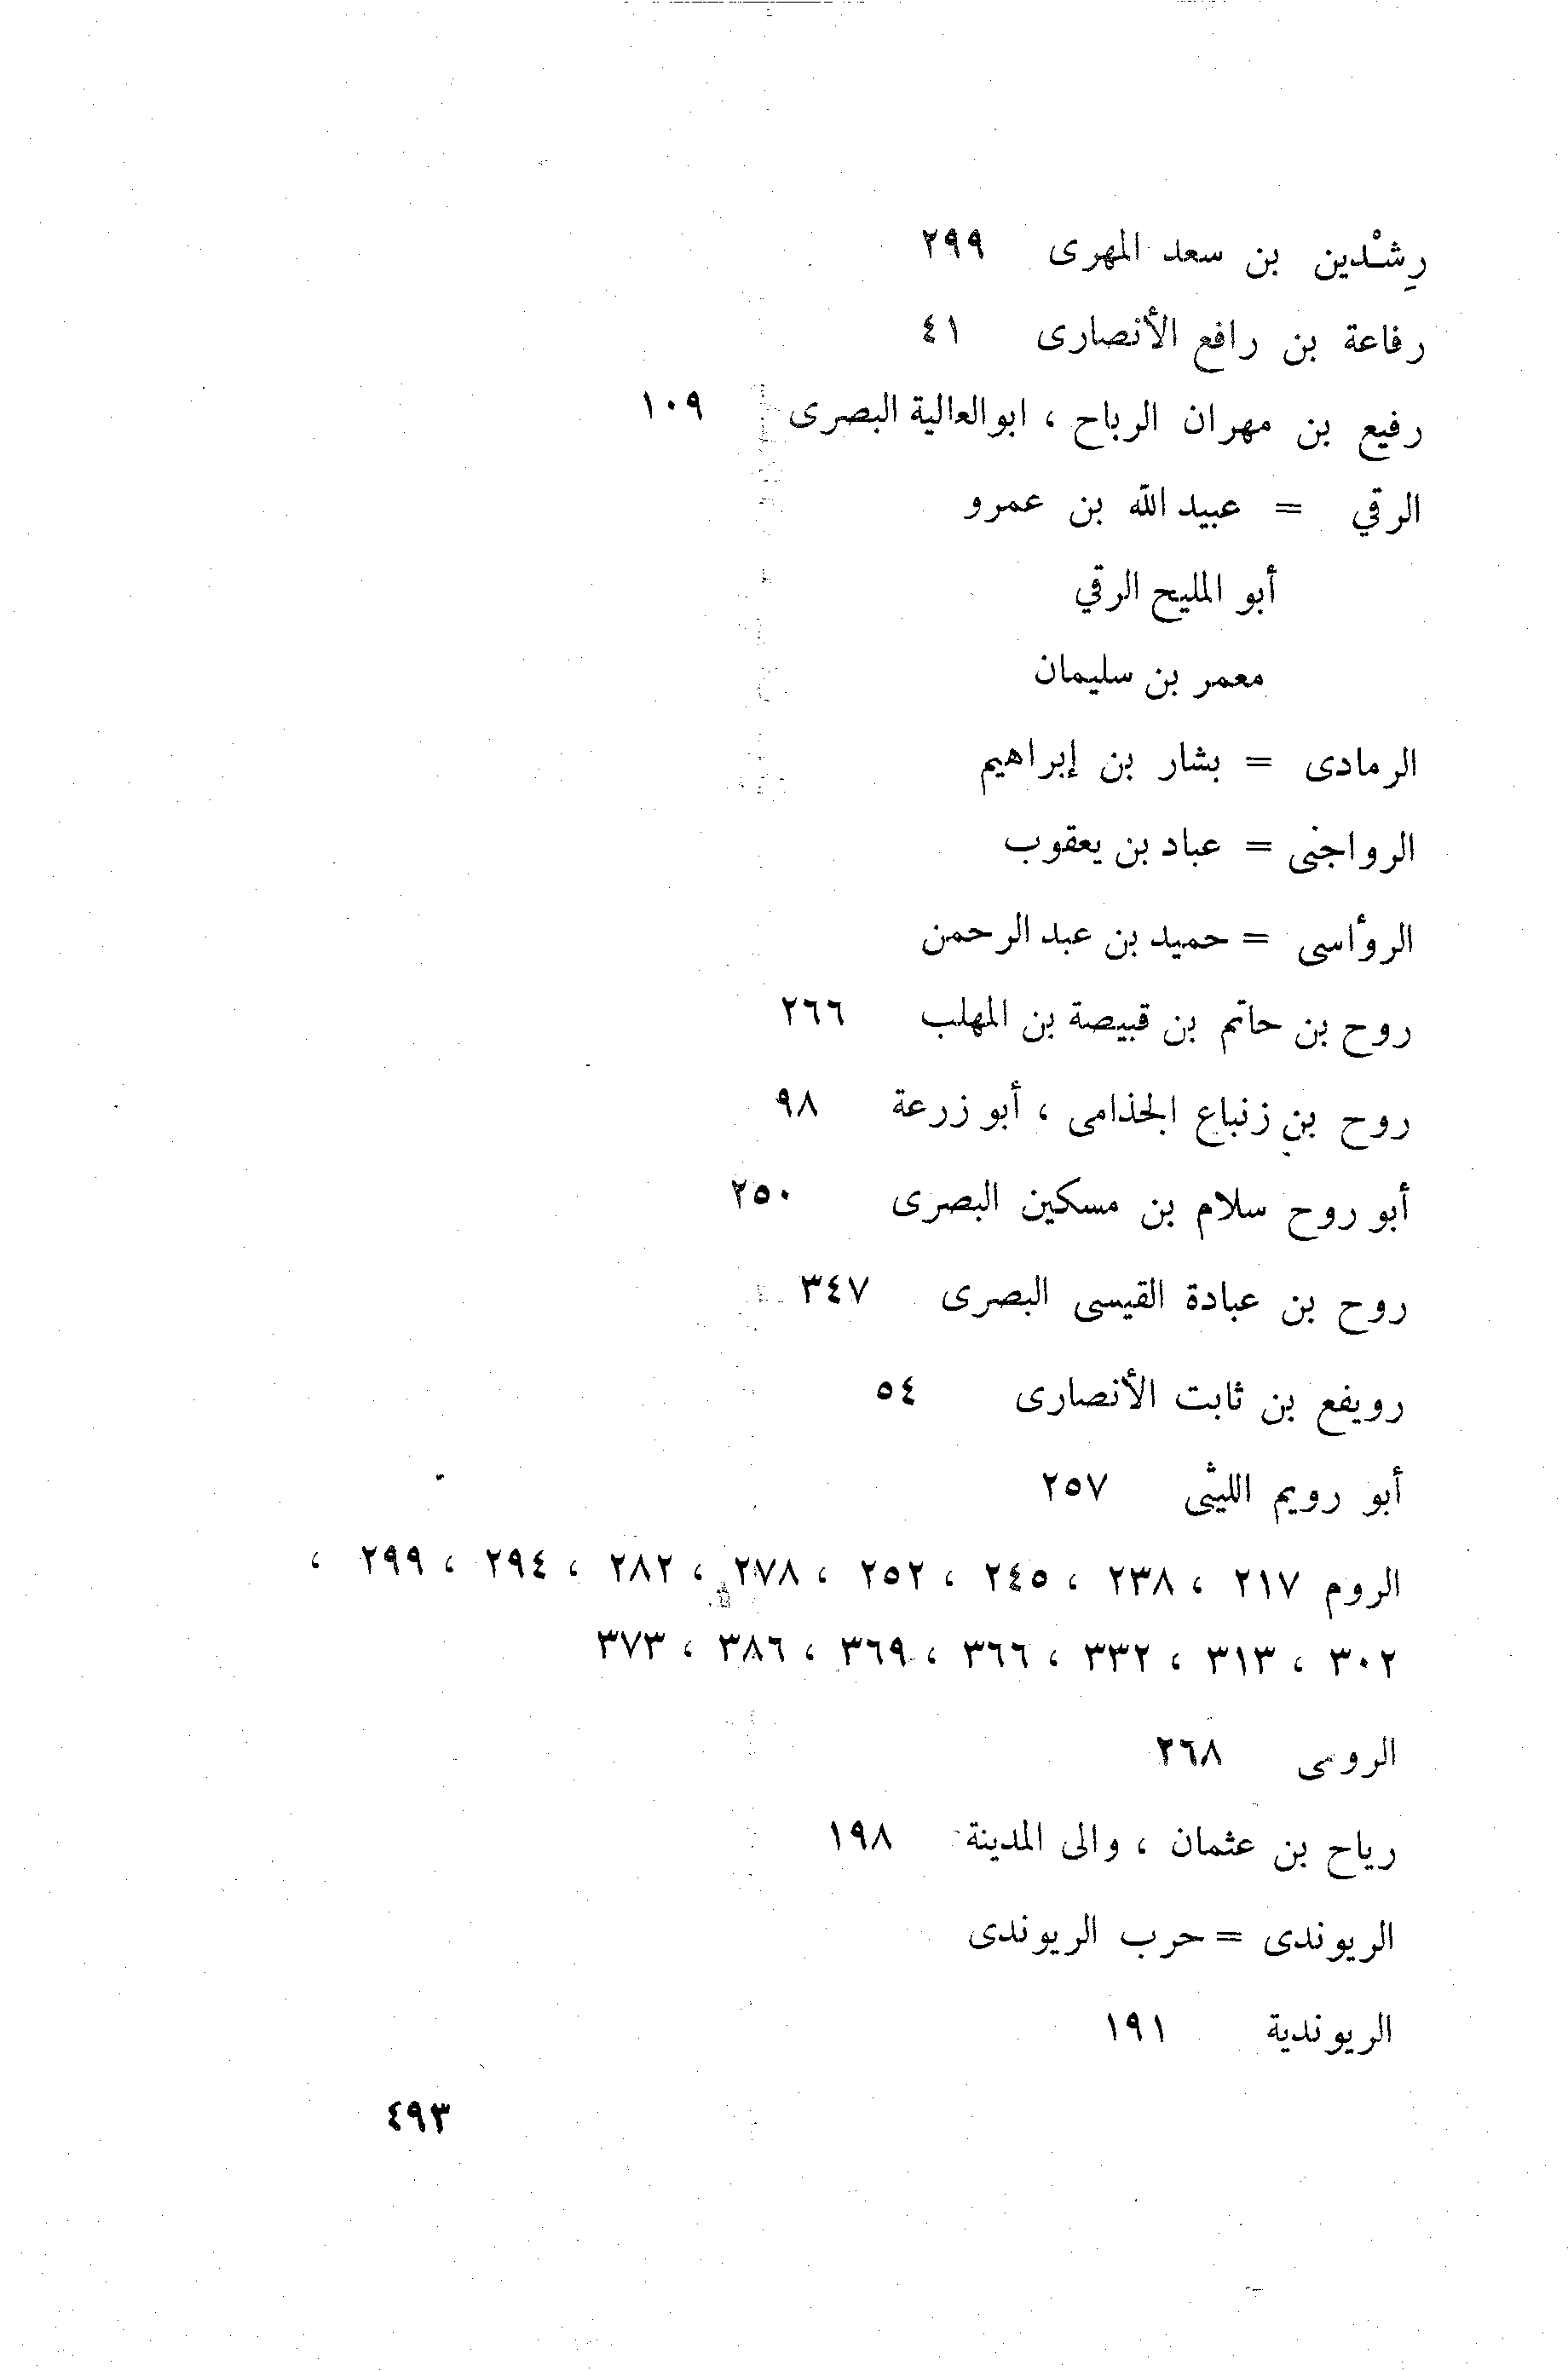 رِشْدين بن سعد المهرى ٢٩٩
رفاعة بن رافع الأنصارى ٤١
رفيع بن مهران الرباح ، ابوالعالية البصرى ١٠٩
الرقي = عبيد الله بن عمرو
أبو المليح الرقي
معمر بن سليمان
الرمادى = بشار بن إبراهيم
الرواجنى = عباد بن يعقوب
الرؤاسى = حميد بن عبد الرحمن
روح بن حاتم بن قبيصة بن المهلب ٢٦٦
روح بن زنباع الجذامى ، أبو زرعة ٩٨
أبو روح سلام بن مسكين البصرى ٢٥٠
روح بن عبادة القيسى البصرى ٣٤٧
رويفع بن ثابت الأنصارى ٥٤
أبو رويم الليثى ٢٥٧
الروم ٢١٧ ، ٢٣٨ ، ٢٤٥ ، ٢٥٢ ، ٢٧٨ ، ٢٨٢ ، ٢٩٤ ، ٢٩٩ ،
٣٠٢ ، ٣١٣ ، ٣٣٢ ، ٣٦٦ ، ٣٦٩ ، ٣٨٦ ، ٣٧٣
الرومى ٢٦٨
رياح بن عثمان ، والى المدينة ١٩٨
الريوندى = حرب الريوندى
الريوندية ١٩١
٤٩٣